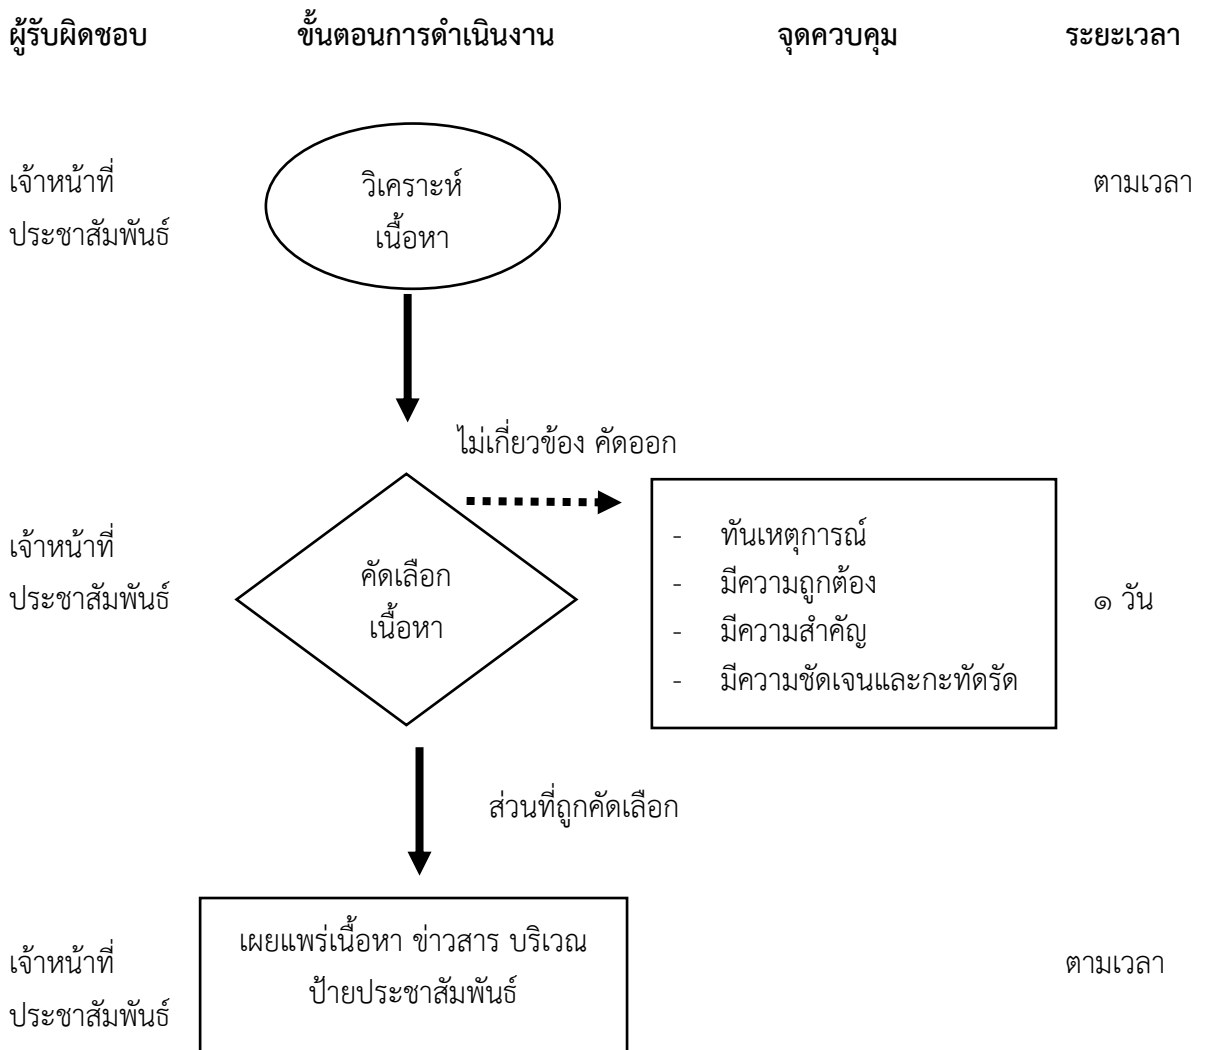 ผู้รับผิดชอบ ขั้นตอนการดำเนินงาน จุดควบคุม ระยะเวลา
เจ้าหน้าที่
ประชาสัมพันธ์
วิเคราะห์
เนื้อหา
ตามเวลา
ไม่เกี่ยวข้อง คัดออก
เจ้าหน้าที่
ประชาสัมพันธ์
คัดเลือก
เนื้อหา
- ทันเหตุการณ์
- มีความถูกต้อง
- มีความสำคัญ
- มีความชัดเจนและกะทัดรัด
๑ วัน
ส่วนที่ถูกคัดเลือก
เจ้าหน้าที่
ประชาสัมพันธ์
เผยแพร่เนื้อหา ข่าวสาร บริเวณ
ป้ายประชาสัมพันธ์
ตามเวลา